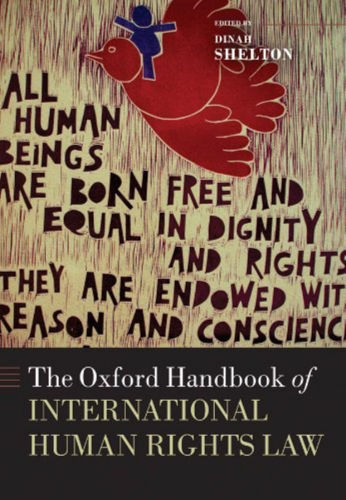 EDITED BY
DINAH
SHELTON
ALL
HUMAN
BEINGS
ARE BORN FREE AND
EQUAL IN DIGNITY
AND RIGHTS
THEY ARE ENDOWED WIT
REASON AND CONSCIENC
The Oxford Handbook of
INTERNATIONAL
HUMAN RIGHTS LAW